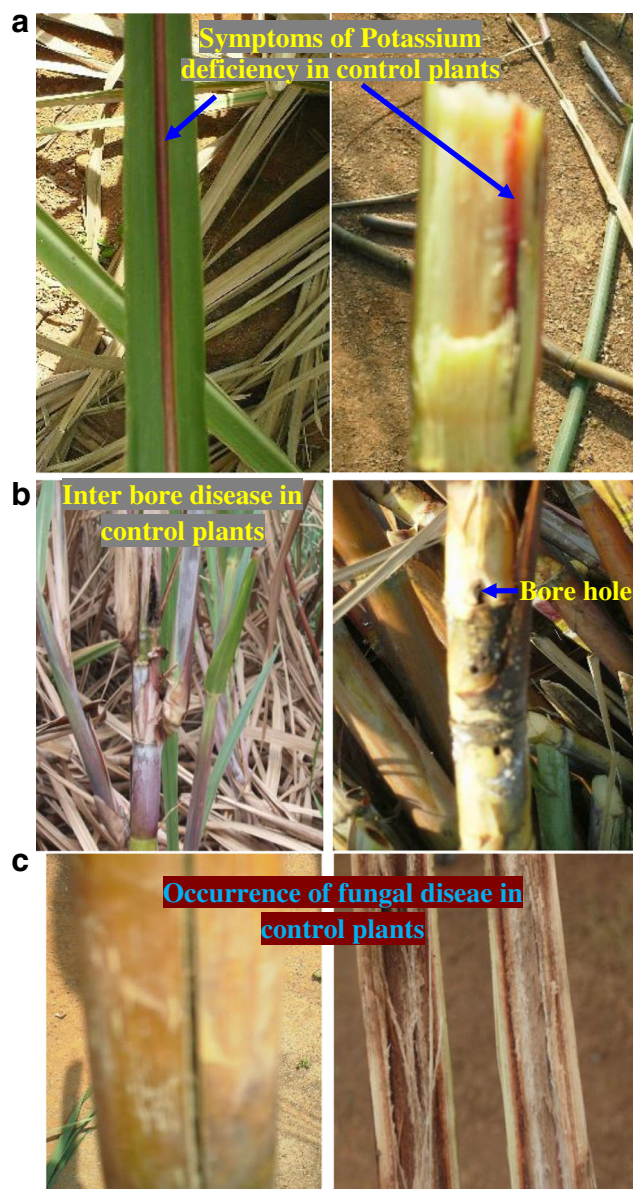 a
Symptoms of Potassium
deficiency in control plants
b
Inter bore disease in
control plants
Bore hole
c
Occurrence of fungal diseae in
control plants